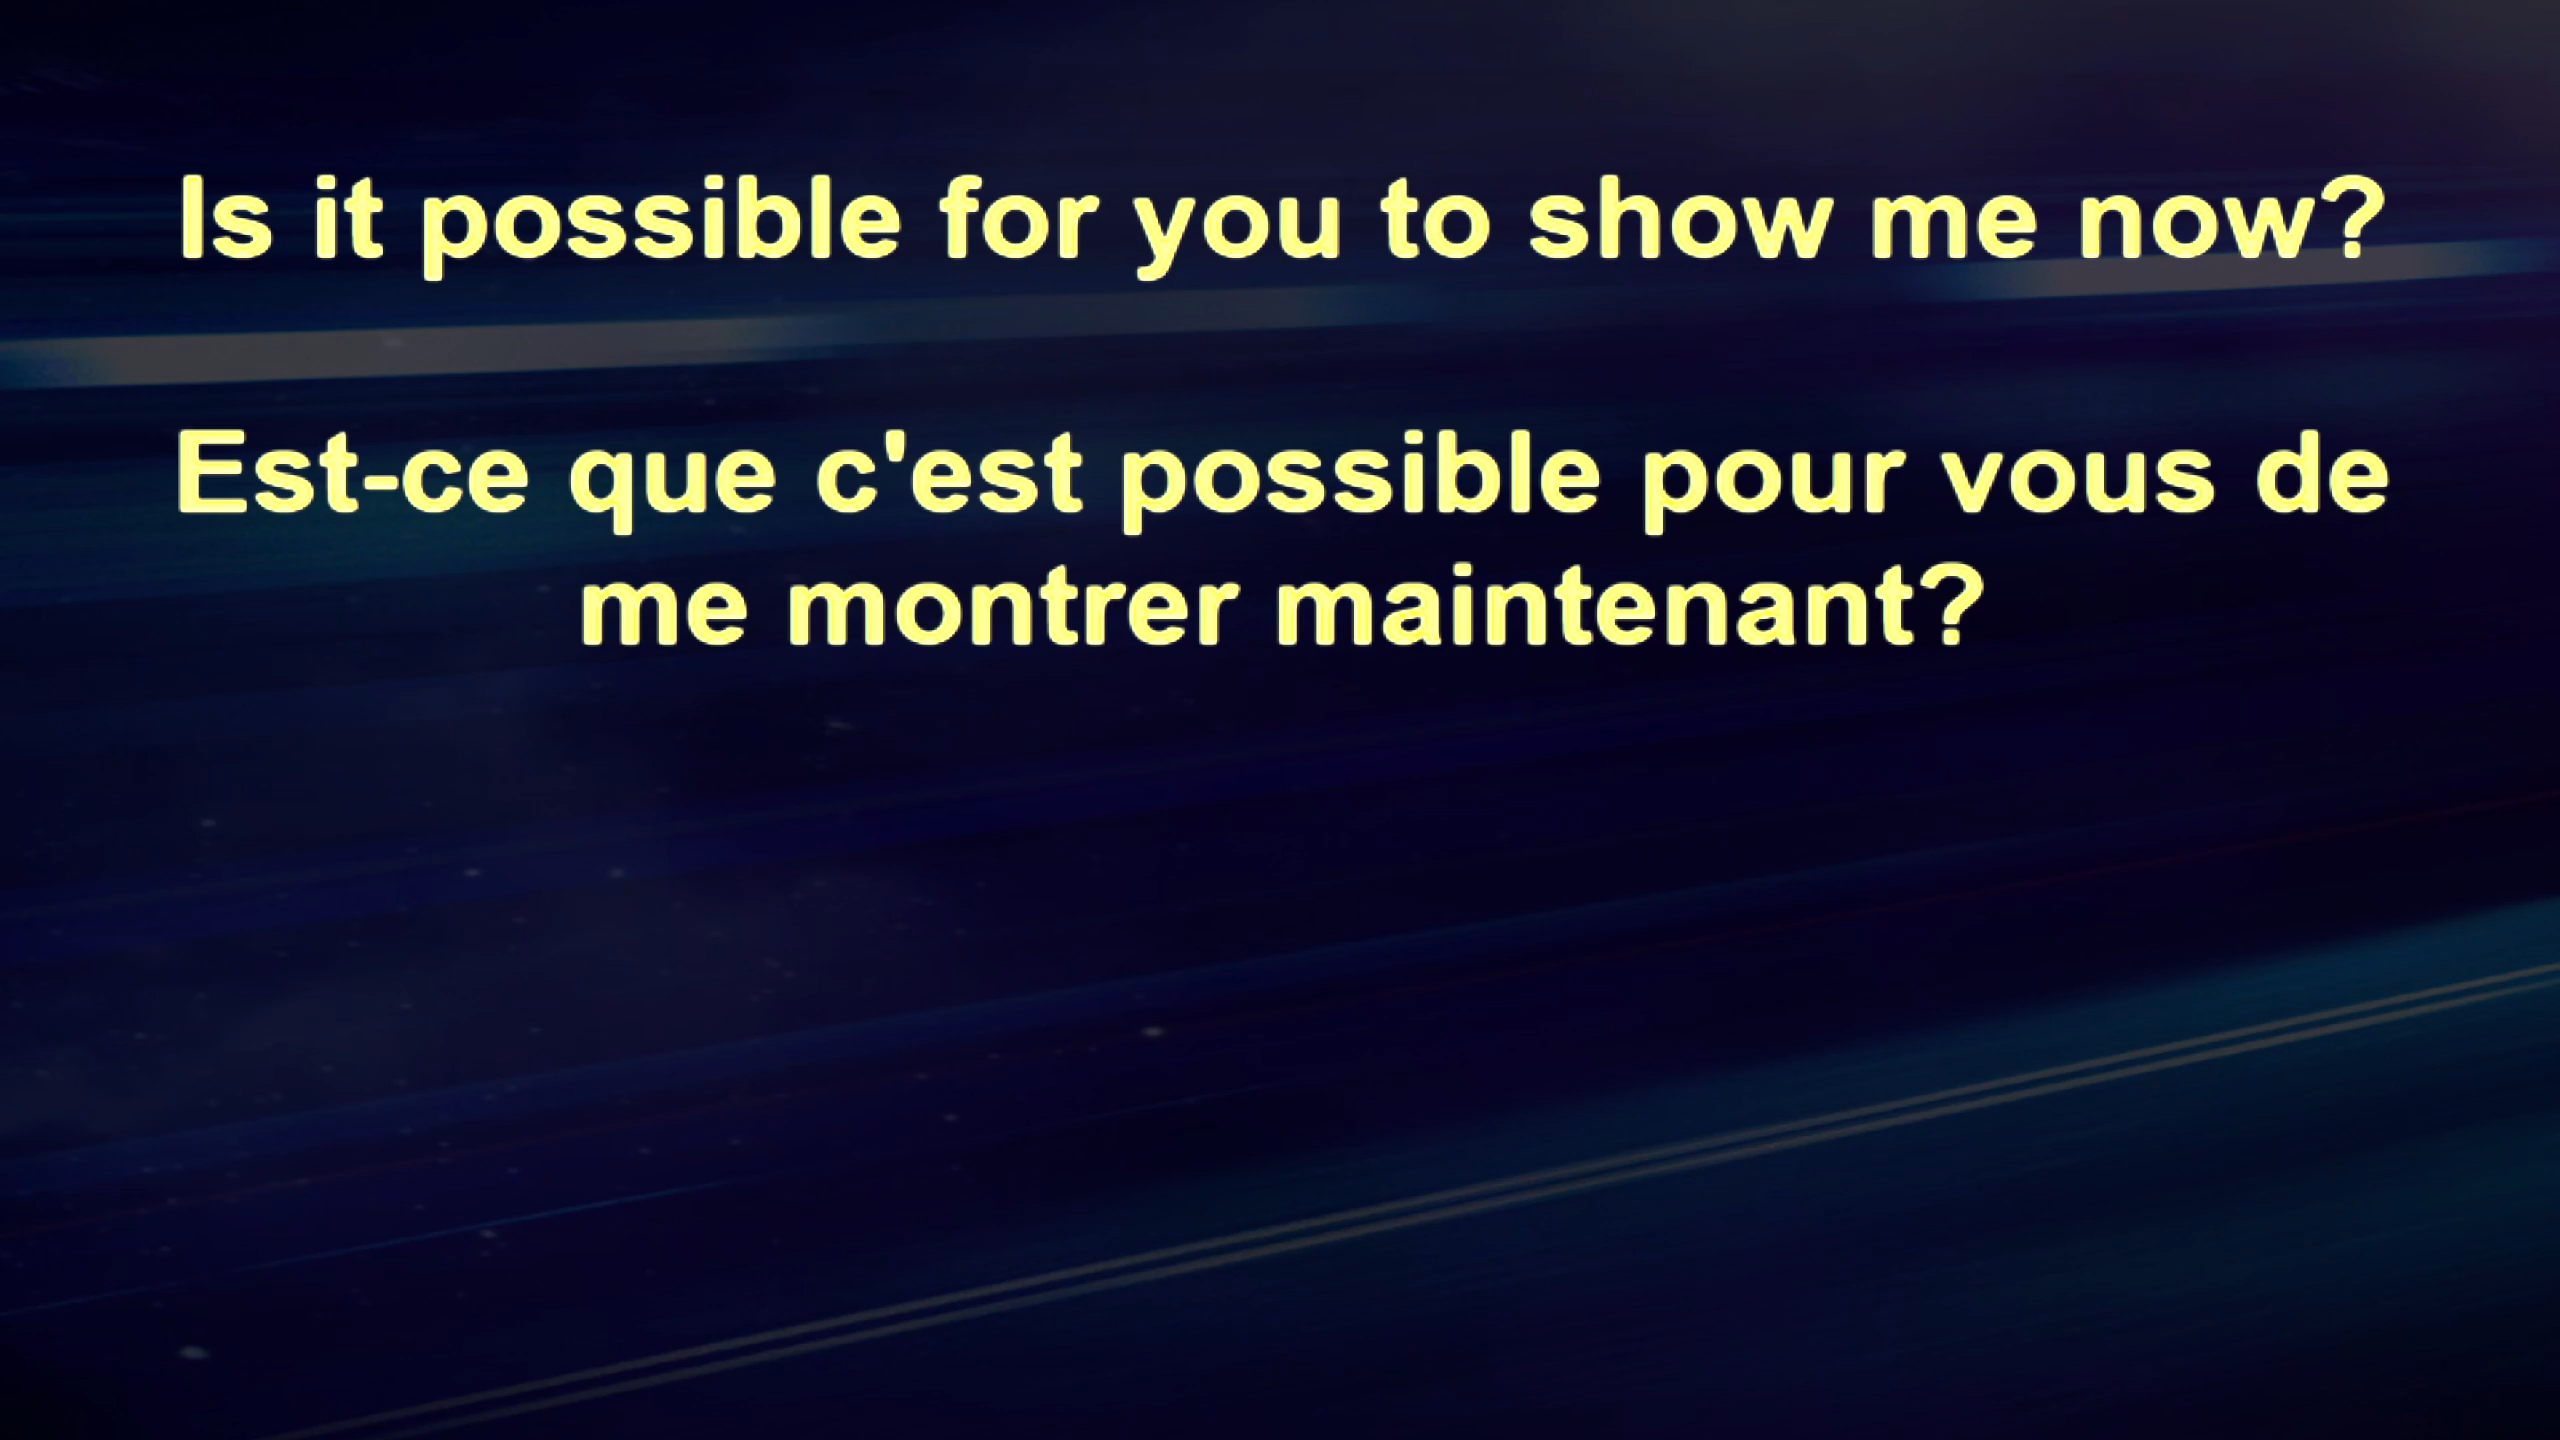 Is it possible for you to show me now?
Est-ce que c'est possible pour vous de
me montrer maintenant?